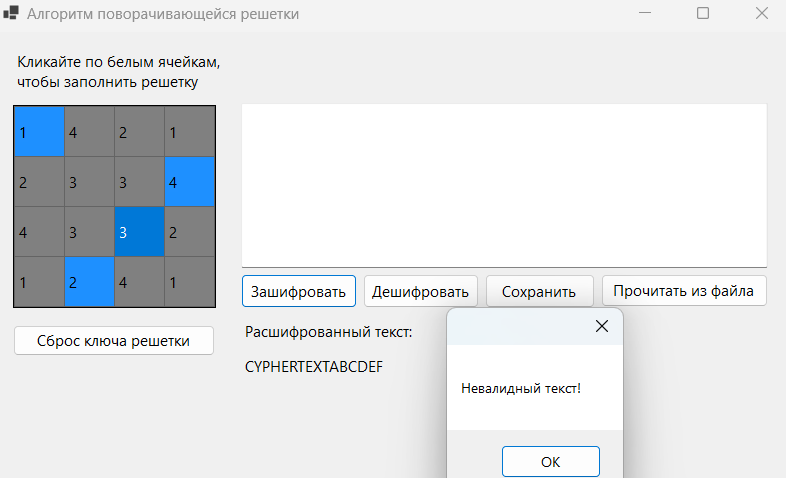 Алгоритм поворачивающейся решетки
Кликайте по белым ячейкам,
чтобы заполнить решетку
1 4 2 1
2 3 3 4
4 3 3 2
1 2 4 1
Зашифровать Дешифровать Сохранить Прочитать из файла
Сброс ключа решетки
Расшифрованный текст:
CYPHERTEXTABCDEF
Невалидный текст!
ОК